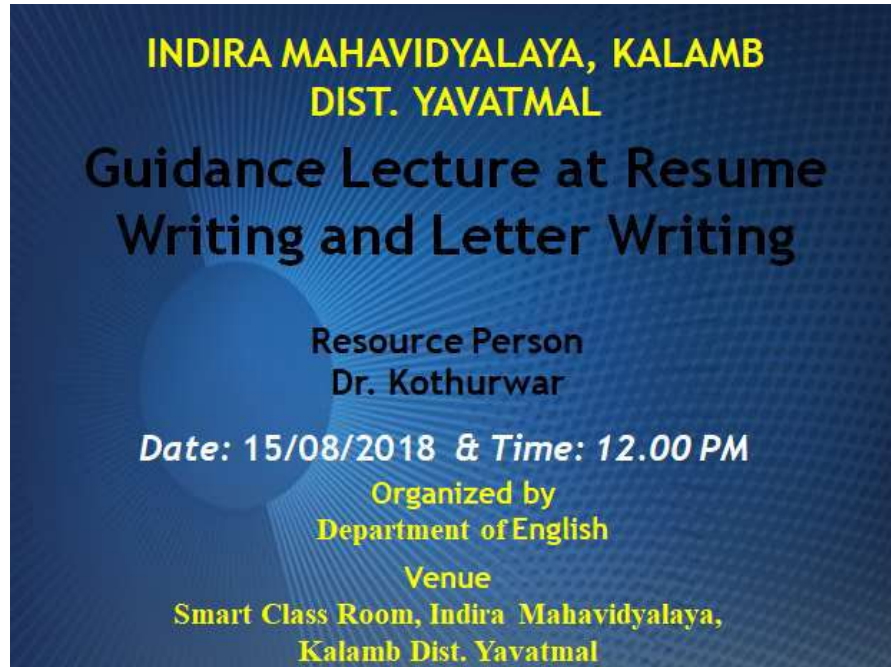 INDIRA MAHAVIDYALAYA, KALAMB
DIST. YAVATMAL
Guidance Lecture at Resume
Writing and Letter Writing
Resource Person
Dr. Kothurwar
Date: 15/08/2018 & Time: 12.00 PM
Organized by
Department of English
Venue
Smart Class Room, Indira Mahavidyalaya,
Kalamb Dist. Yavatmal